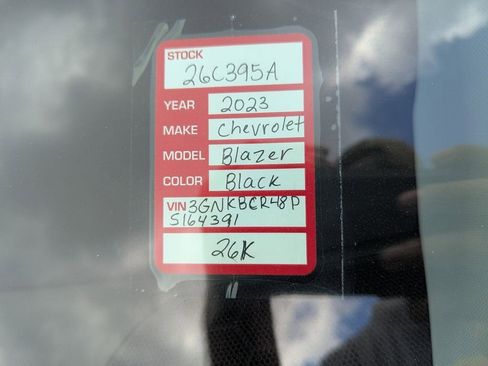 STOCK
26C395A
YEAR 2023
MAKE Chevrolet
MODEL Blazer
COLOR Black
VIN 3GNKBCR48P
S164391
26K